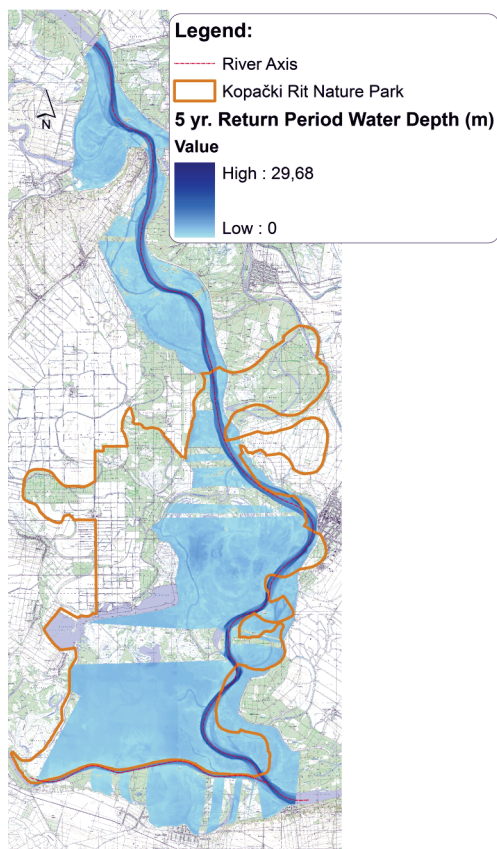 Legend:
River Axis
Kopački Rit Nature Park
5 yr. Return Period Water Depth (m)
Value
High : 29,68
Low : 0
N